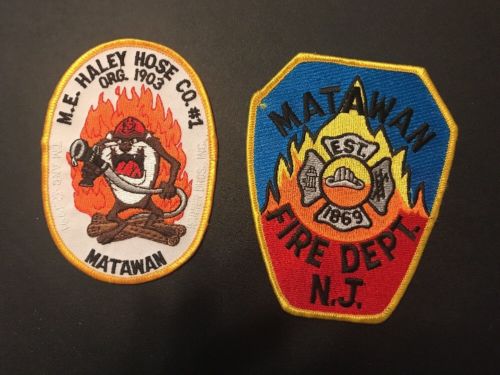 M.E. HALEY HOSE CO. #1
ORG. 1903
MATAWAN
MATAWAN
EST.
1869
FIRE DEPT.
N.J.